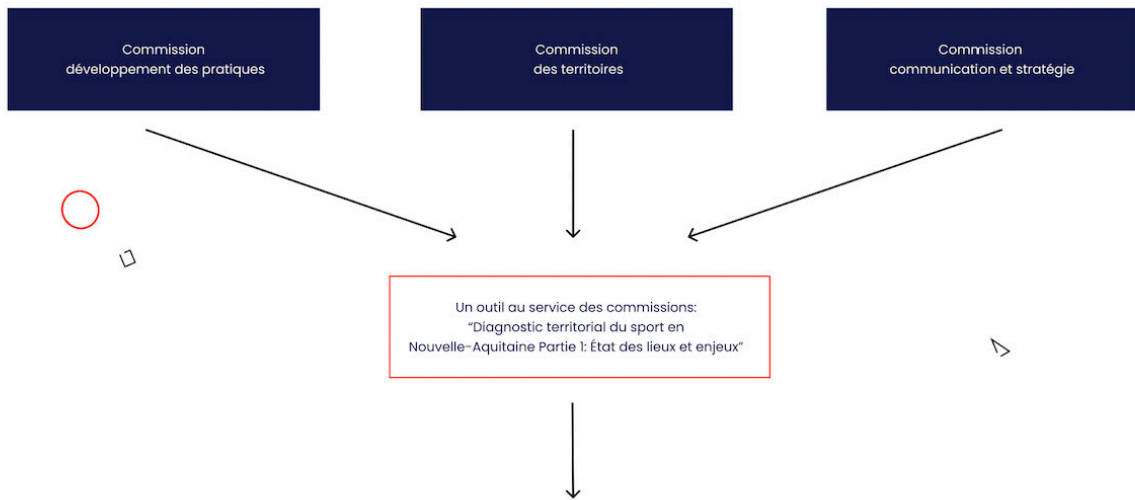 Commission
développement des pratiques
Commission
des territoires
Commission
communication et stratégie
Un outil au service des commissions:
“Diagnostic territorial du sport en
Nouvelle-Aquitaine Partie 1: État des lieux et enjeux”